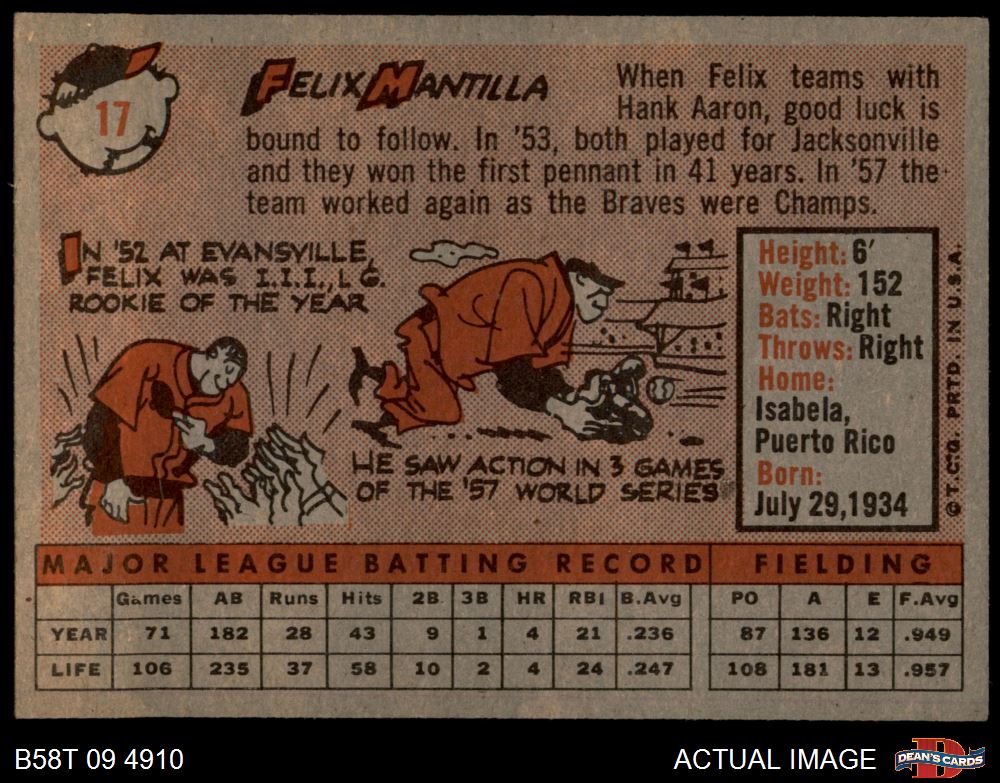 17
FELIX MANTILLA
When Felix teams with
Hank Aaron, good luck is
bound to follow. In '53, both played for Jacksonville
and they won the first pennant in 41 years. In '57 the
team worked again as the Braves were Champs.
IN '52 AT EVANSVILLE,
FELIX WAS I.I.I., L G.
ROOKIE OF THE YEAR
HE SAW ACTION IN 3 GAMES
OF THE '57 WORLD SERIES
Height: 6'
Weight: 152
Bats: Right
Throws: Right
Home:
Isabela,
Puerto Rico
Born:
July 29,1934
© T.C.G. PRTD. IN U.S.A.
MAJOR LEAGUE BATTING RECORD FIELDING
Games AB Runs Hits 2B 3B HR RBI B.Avg PO A E F.Avg
YEAR 71 182 28 43 9 1 4 21 .236 87 136 12 .949
LIFE 106 235 37 58 10 2 4 24 .247 108 181 13 .957
B58T 09 4910 ACTUAL IMAGE D DEAN'S CARDS